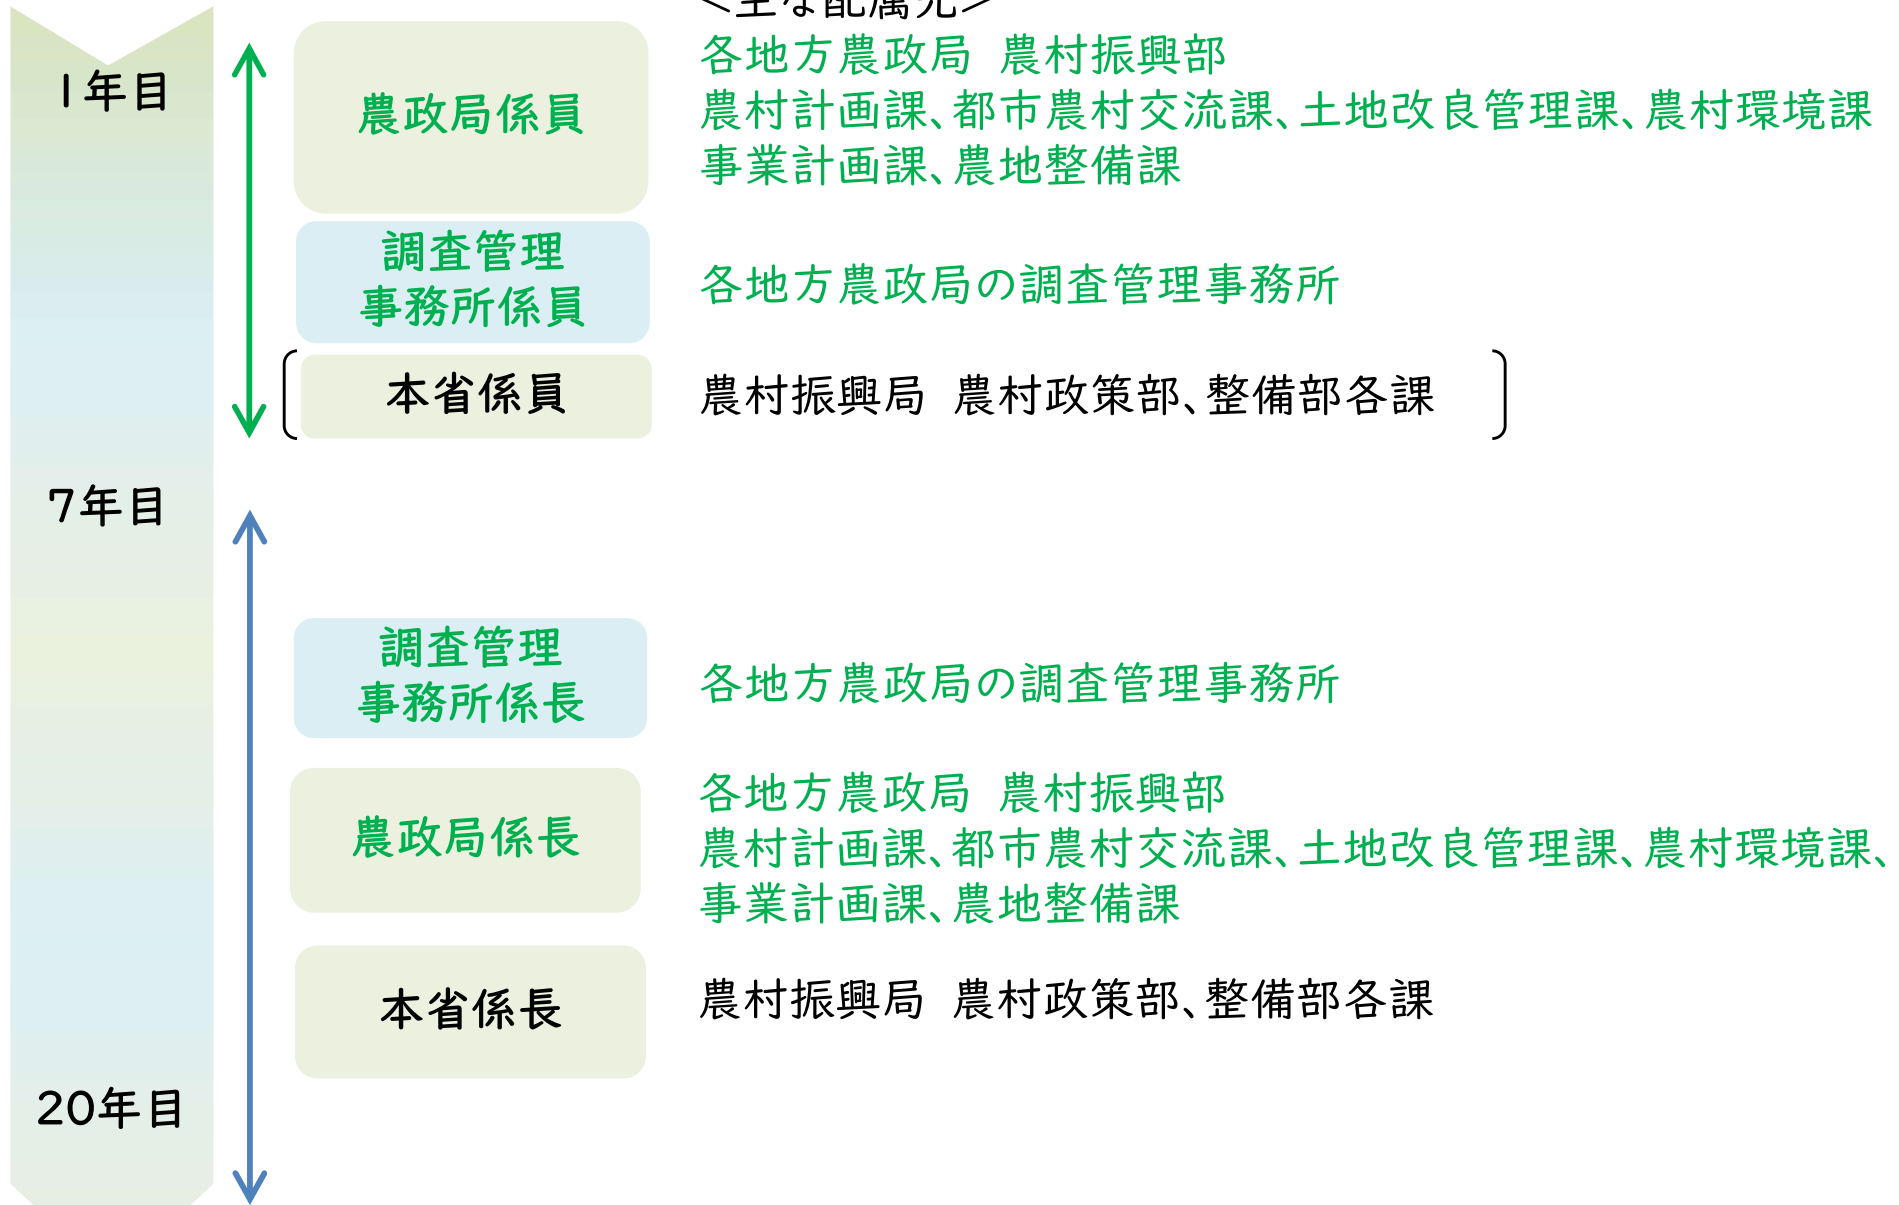 <主な配属先>
1年目
農政局係員
各地方農政局 農村振興部
農村計画課、都市農村交流課、土地改良管理課、農村環境課
事業計画課、農地整備課
調査管理
事務所係員
各地方農政局の調査管理事務所
本省係員
農村振興局 農村政策部、整備部各課
7年目
調査管理
事務所係長
各地方農政局の調査管理事務所
農政局係長
各地方農政局 農村振興部
農村計画課、都市農村交流課、土地改良管理課、農村環境課、
事業計画課、農地整備課
本省係長
農村振興局 農村政策部、整備部各課
20年目